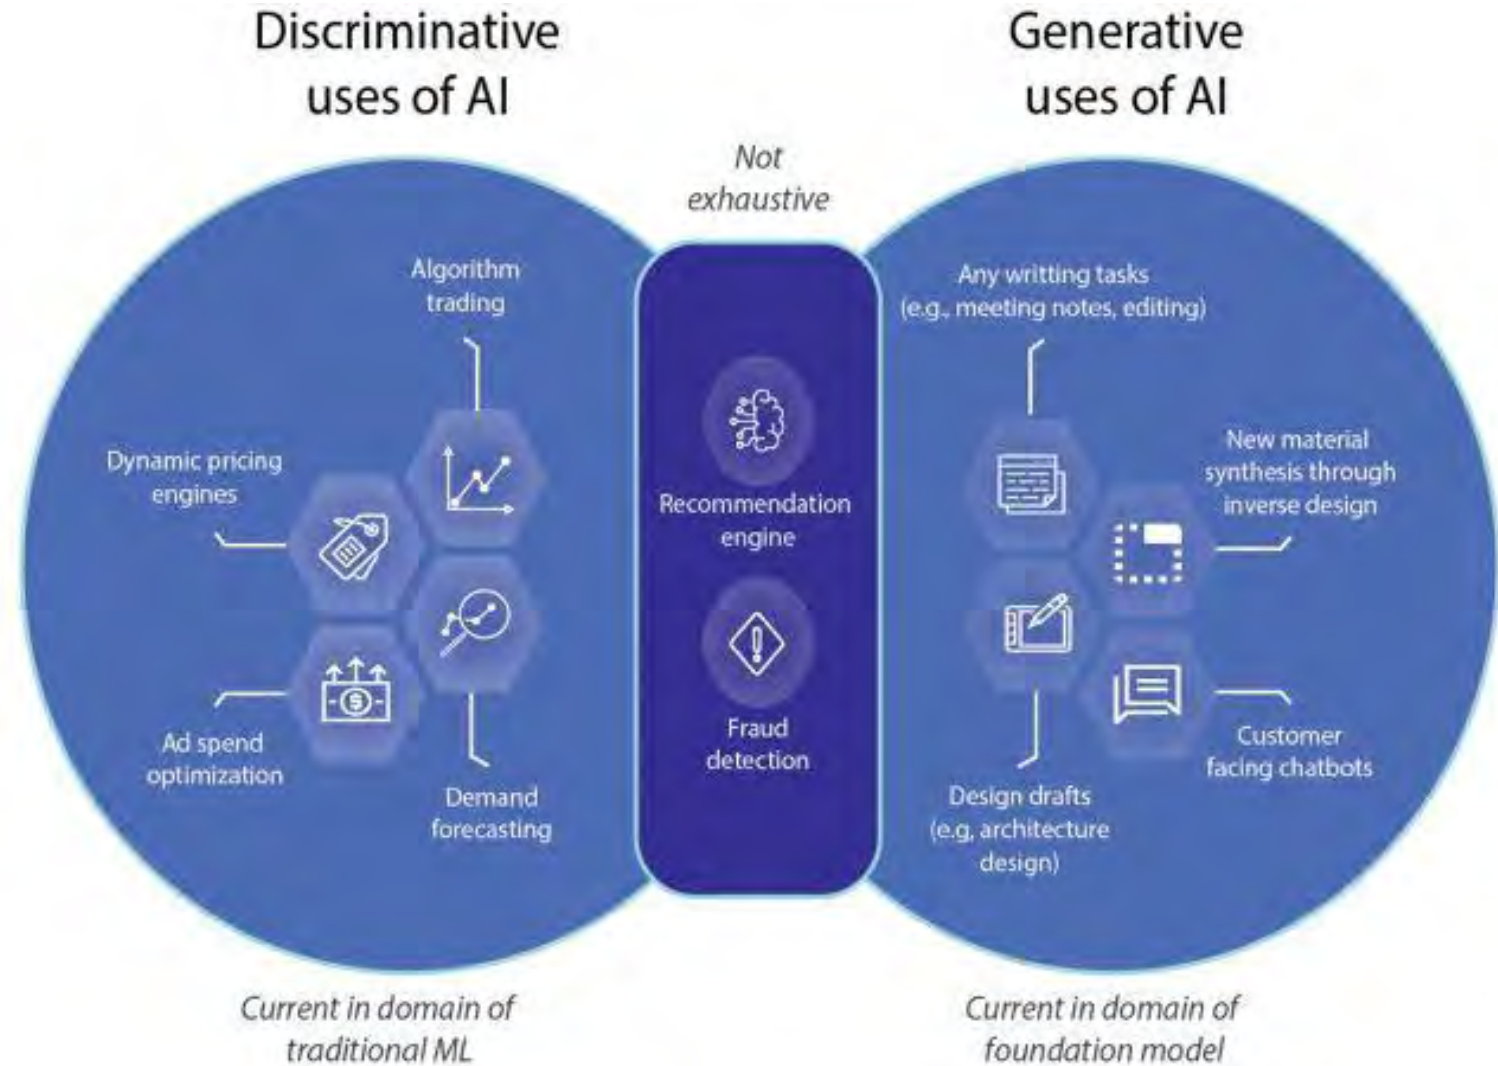 Discriminative
uses of AI
Generative
uses of AI
Not
exhaustive
Algorithm
trading
Dynamic pricing
engines
Ad spend
optimization
Demand
forecasting
Recommendation
engine
Fraud
detection
Any writting tasks
(e.g., meeting notes, editing)
New material
synthesis through
inverse design
Design drafts
(e.g, architecture
design)
Customer
facing chatbots
Current in domain of
traditional ML
Current in domain of
foundation model